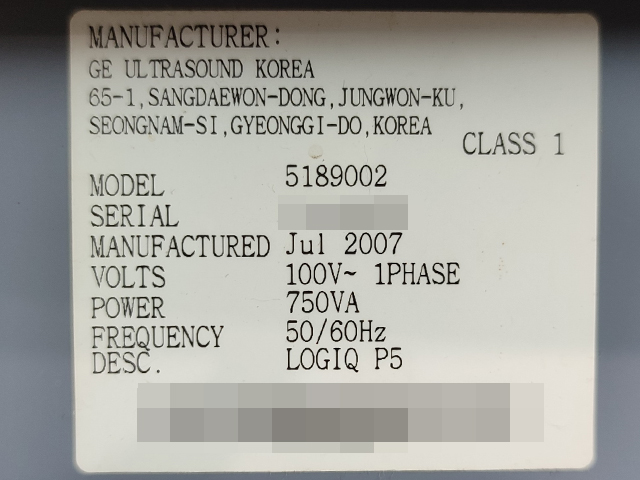 MANUFACTURER:
GE ULTRASOUND KOREA
65-1,SANGDAEWON-DONG,JUNGWON-KU,
SEONGNAM-SI,GYEONGGI-DO,KOREA
CLASS 1
MODEL 5189002
SERIAL
MANUFACTURED Jul 2007
VOLTS 100V~ 1PHASE
POWER 750VA
FREQUENCY 50/60Hz
DESC. LOGIQ P5